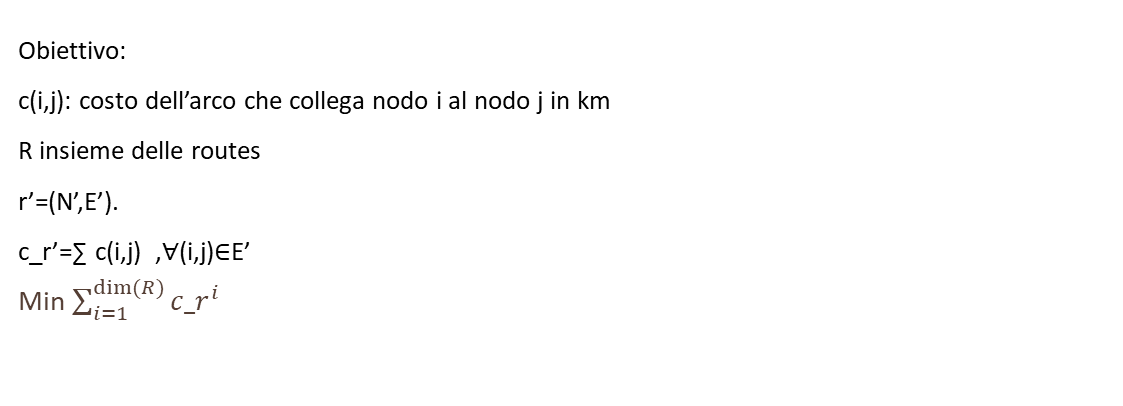 Obiettivo:
c(i,j): costo dell’arco che collega nodo i al nodo j in km
R insieme delle routes
r’=(N’,E’).
c_r’=∑ c(i,j)  ,∀(i,j)∈E’
Min ∑_{i=1}^{dim(R)} c_r^i